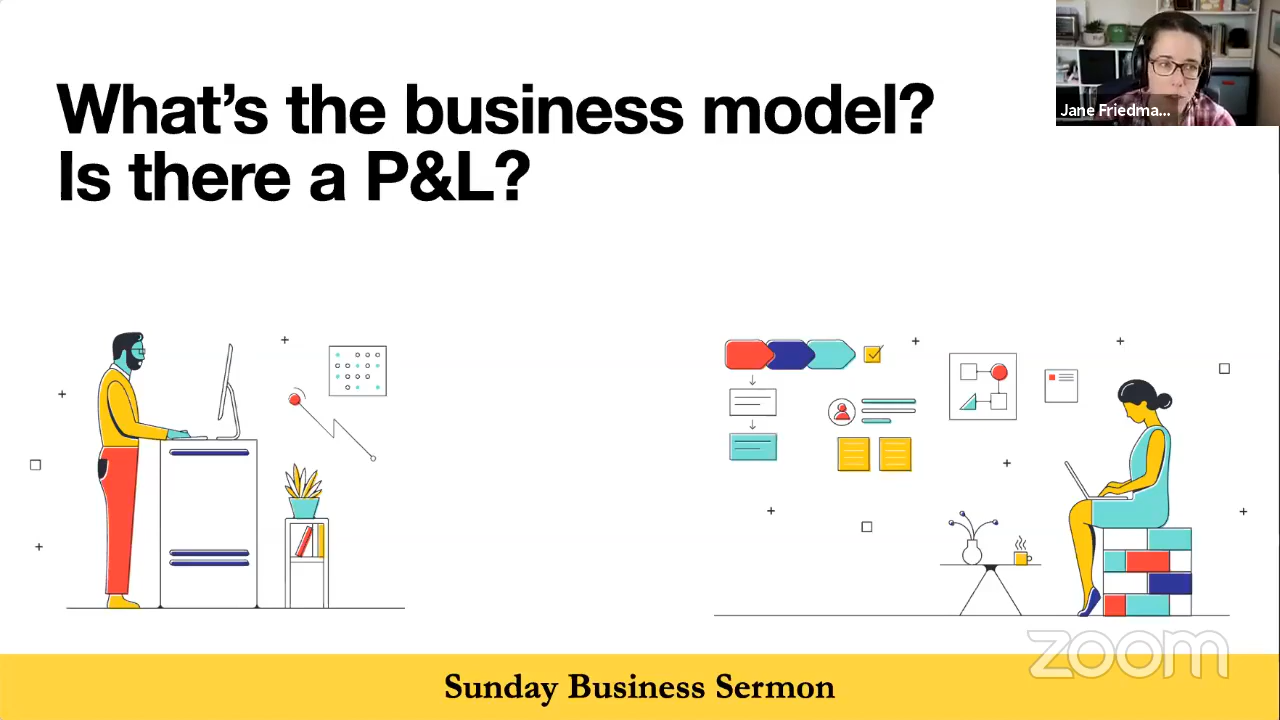 What's the business model?
Is there a P&L?
Jane Friedma...
zoom
Sunday Business Sermon